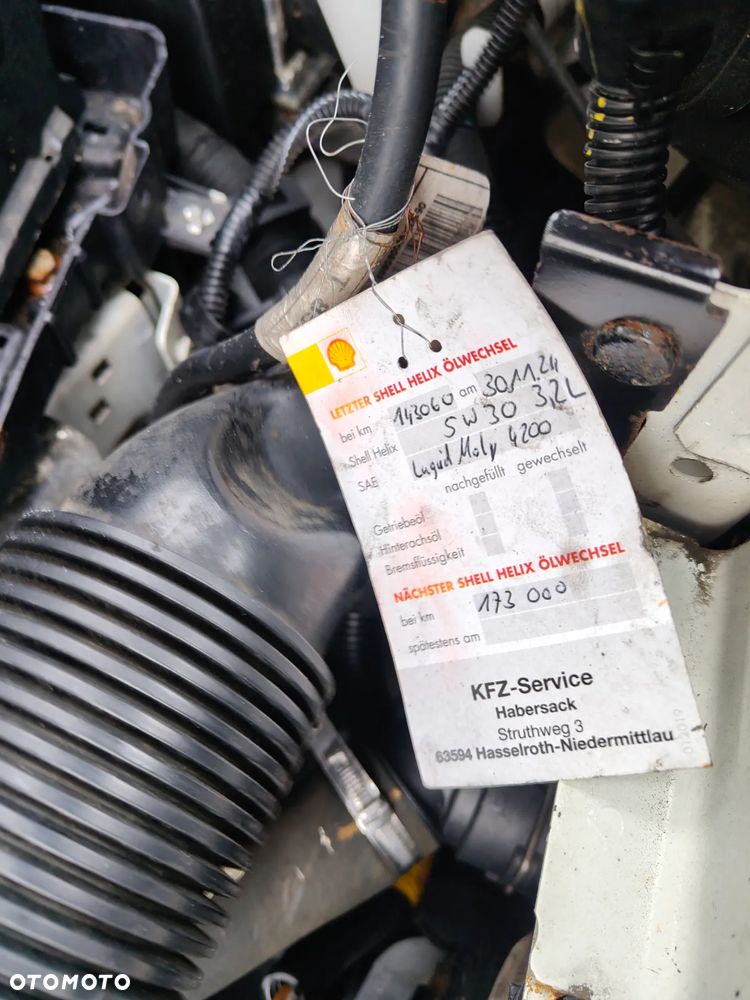 LETZTER SHELL HELIX ÖLWECHSEL
bei km 143060 am 30/11 24
Shell Helix 5W30 3,2L
SAE Luquid Moly 4200
nachgefüllt gewechselt
Getriebeöl
Hinterachsöl
Bremsflüssigkeit
NÄCHSTER SHELL HELIX ÖLWECHSEL
bei km 173 000
spätestens am
KFZ-Service
Habersack
Struthweg 3
63594 Hasselroth-Niedermittlau
OTOMOTO